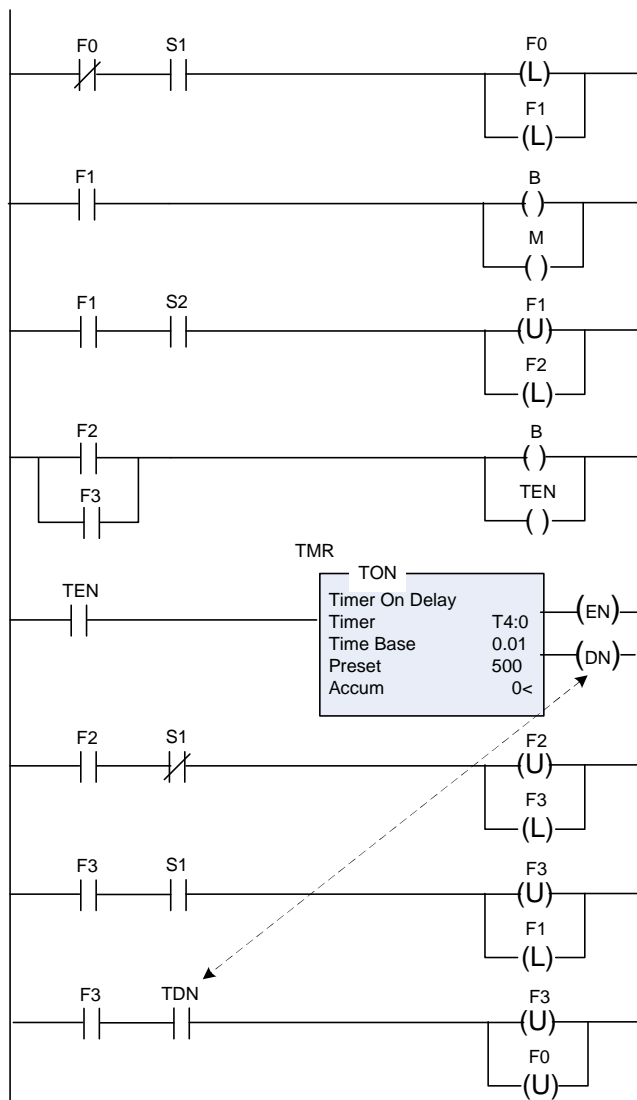 F0 S1 F0
(L)
F1
(L)
F1 B
( )
M
( )
F1 S2 F1
(U)
F2
(L)
F2 B
( )
F3 TEN
( )
TMR
TON
Timer On Delay
Timer T4:0
Time Base 0.01
Preset 500
Accum 0<
TEN
(EN)
(DN)
F2 S1 F2
(U)
F3
(L)
F3 S1 F3
(U)
F1
(L)
F3 TDN F3
(U)
F0
(U)